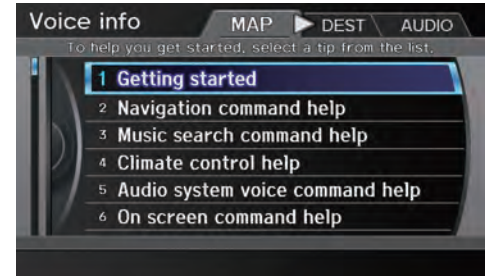 Voice info MAP DEST AUDIO
To help you get started, select a tip from the list.
1 Getting started
2 Navigation command help
3 Music search command help
4 Climate control help
5 Audio system voice command help
6 On screen command help